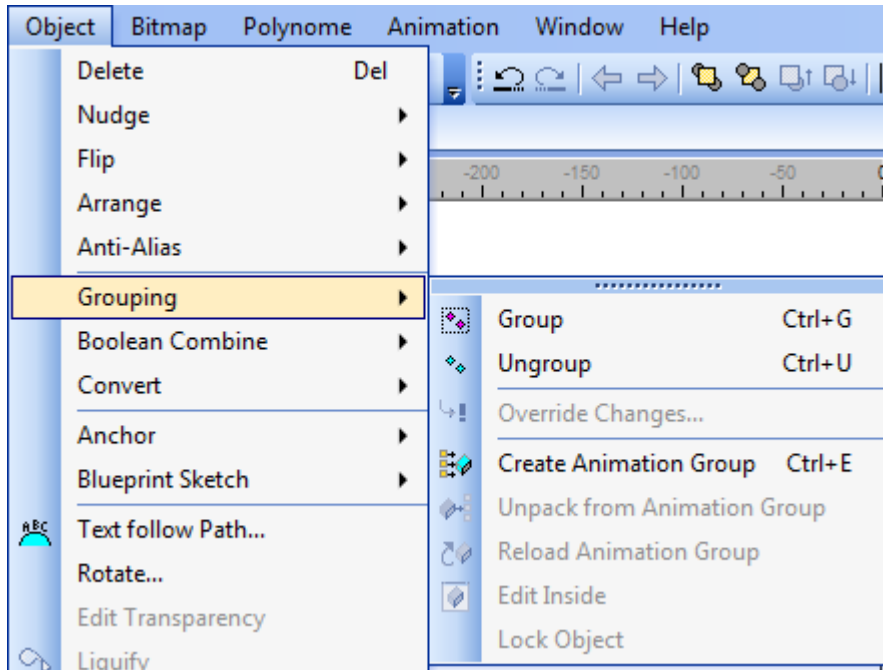 Object Bitmap Polynome Animation Window Help
Delete Del
Nudge
Flip
Arrange
Anti-Alias
Grouping
Boolean Combine
Convert
Anchor
Blueprint Sketch
ABC Text follow Path...
Rotate...
Edit Transparency
Liquify
-200 -150 -100 -50
Group Ctrl+G
Ungroup Ctrl+U
Override Changes...
Create Animation Group Ctrl+E
Unpack from Animation Group
Reload Animation Group
Edit Inside
Lock Object